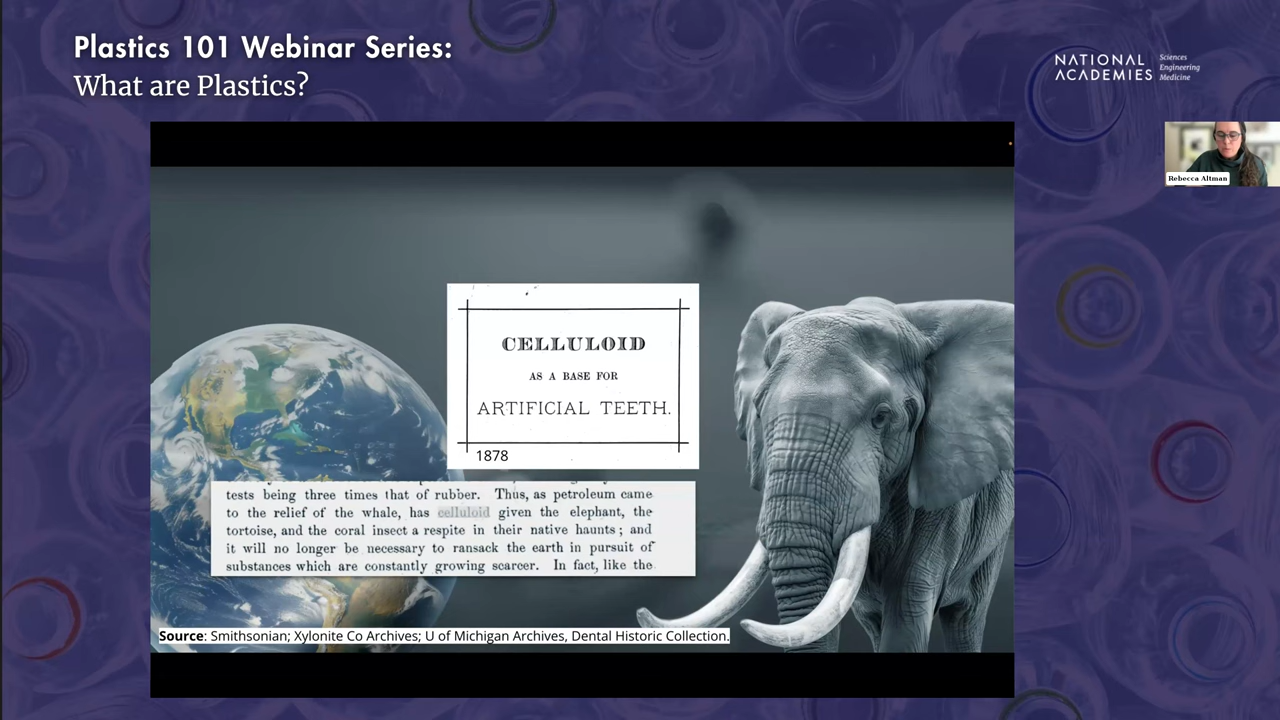 Plastics 101 Webinar Series:
What are Plastics?
NATIONAL
ACADEMIES
Sciences
Engineering
Medicine
Rebecca Altman
CELLULOID
AS A BASE FOR
ARTIFICIAL TEETH.
1878
tests being three times that of rubber. Thus, as petroleum came
to the relief of the whale, has celluloid given the elephant, the
tortoise, and the coral insect a respite in their native haunts; and
it will no longer be necessary to ransack the earth in pursuit of
substances which are constantly growing scarcer. In fact, like the
Source: Smithsonian; Xylonite Co Archives; U of Michigan Archives, Dental Historic Collection.